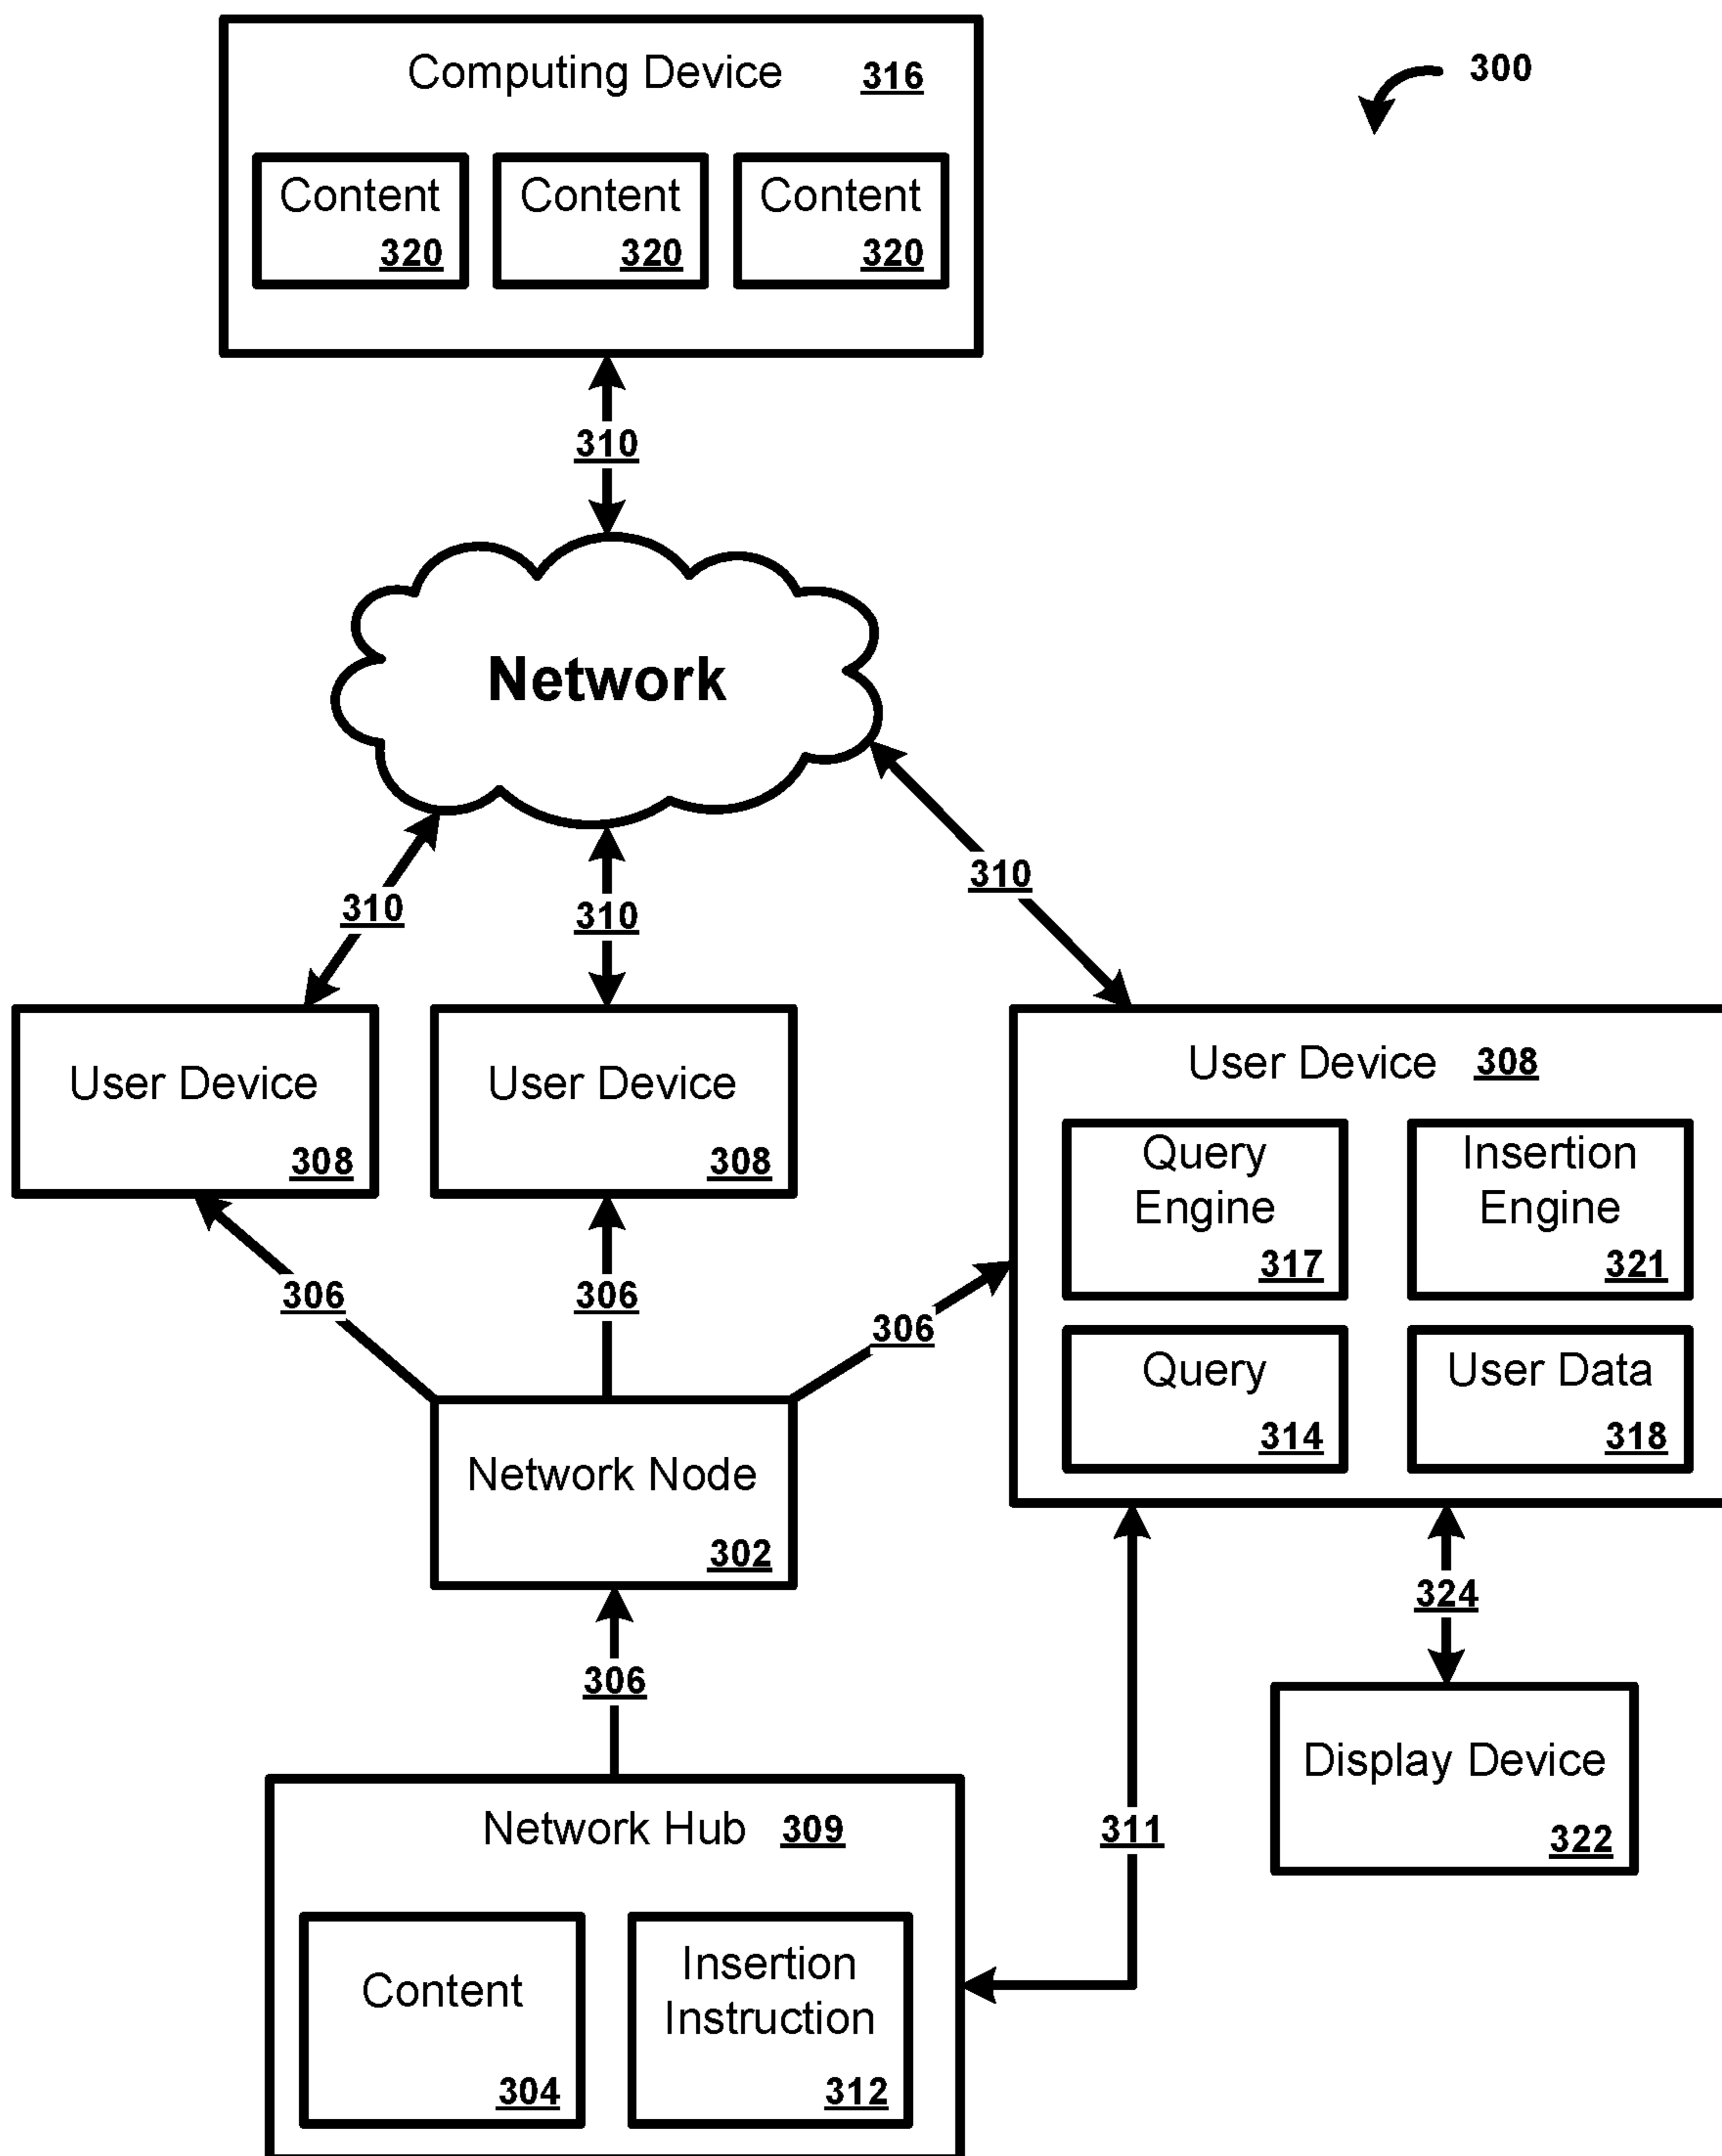 Computing Device 316
300
Content
320
Content
320
Content
320
310
Network
310
310
310
User Device
308
User Device
308
User Device 308
Query
Engine
317
Insertion
Engine
321
Query
314
User Data
318
306
306
306
Network Node
302
306
324
Display Device
322
311
Network Hub 309
Content
304
Insertion
Instruction
312